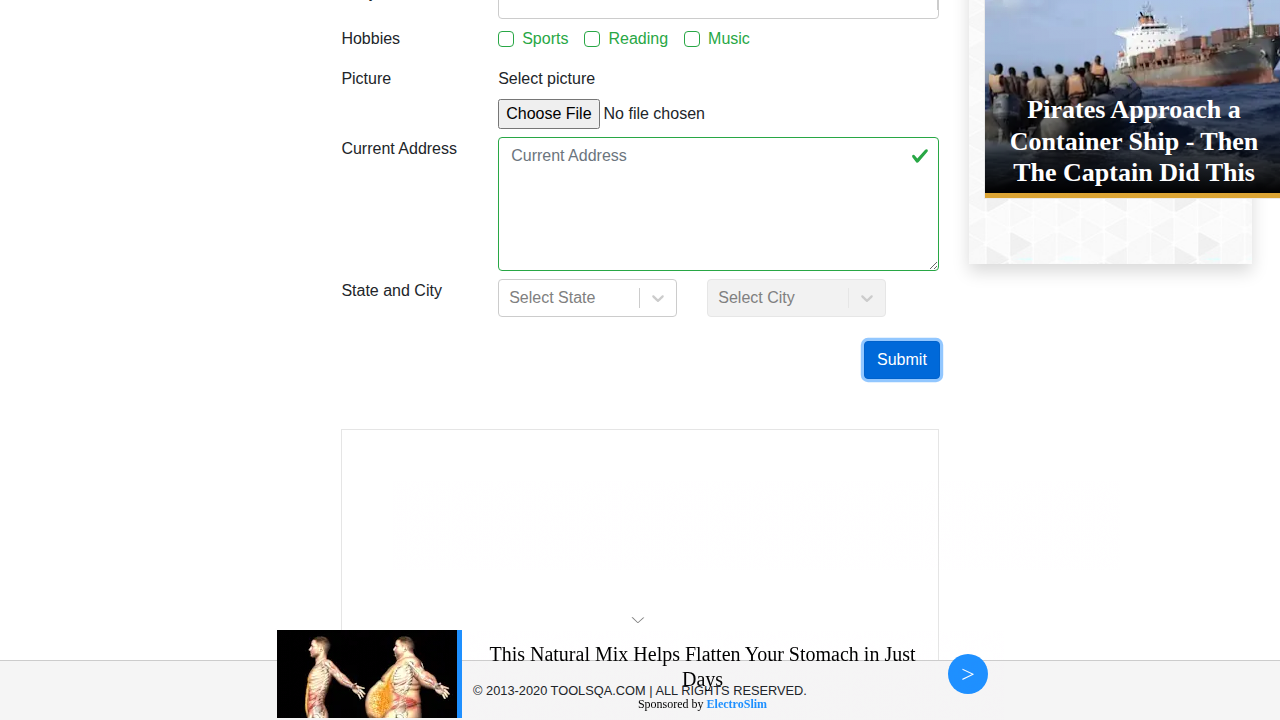 Hobbies
Sports Reading Music
Picture
Select picture
Choose File No file chosen
Current Address
Current Address
State and City
Select State
Select City
Submit
Pirates Approach a
Container Ship - Then
The Captain Did This
This Natural Mix Helps Flatten Your Stomach in Just
Days
Sponsored by ElectroSlim
>
© 2013-2020 TOOLSQA.COM | ALL RIGHTS RESERVED.